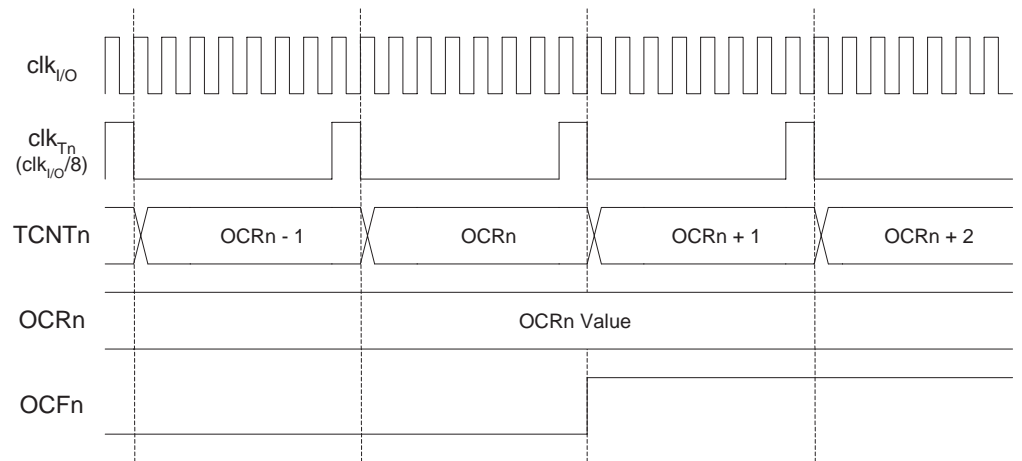 clkI/O
clkTn
(clkI/O/8)
TCNTn OCRn - 1 OCRn OCRn + 1 OCRn + 2
OCRn OCRn Value
OCFn